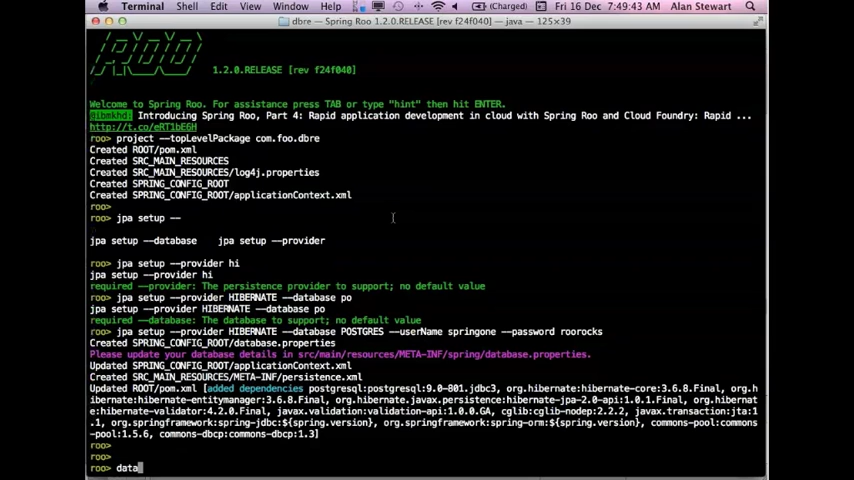 Terminal Shell Edit View Window Help (Charged) Fri 16 Dec 7:49:43 AM Alan Stewart
dbre — Spring Roo 1.2.0.RELEASE [rev f24f040] — java — 125×39
1.2.0.RELEASE [rev f24f040]
Welcome to Spring Roo. For assistance press TAB or type "hint" then hit ENTER.
@ibmkhd: Introducing Spring Roo, Part 4: Rapid application development in cloud with Spring Roo and Cloud Foundry: Rapid ...
http://t.co/eRT1bE6H
roo> project --topLevelPackage com.foo.dbre
Created ROOT/pom.xml
Created SRC_MAIN_RESOURCES
Created SRC_MAIN_RESOURCES/log4j.properties
Created SPRING_CONFIG_ROOT
Created SPRING_CONFIG_ROOT/applicationContext.xml
roo>
roo> jpa setup --
jpa setup --database    jpa setup --provider
roo> jpa setup --provider hi
jpa setup --provider hi
required --provider: The persistence provider to support; no default value
roo> jpa setup --provider HIBERNATE --database po
jpa setup --provider HIBERNATE --database po
required --database: The database to support; no default value
roo> jpa setup --provider HIBERNATE --database POSTGRES --userName springone --password roorocks
Created SPRING_CONFIG_ROOT/database.properties
Please update your database details in src/main/resources/META-INF/spring/database.properties.
Updated SPRING_CONFIG_ROOT/applicationContext.xml
Created SRC_MAIN_RESOURCES/META-INF/persistence.xml
Updated ROOT/pom.xml [added dependencies postgresql:postgresql:9.0-801.jdbc3, org.hibernate:hibernate-core:3.6.8.Final, org.h
ibernate:hibernate-entitymanager:3.6.8.Final, org.hibernate.javax.persistence:hibernate-jpa-2.0-api:1.0.1.Final, org.hibernat
e:hibernate-validator:4.2.0.Final, javax.validation:validation-api:1.0.0.GA, cglib:cglib-nodep:2.2.2, javax.transaction:jta:1
.1, org.springframework:spring-jdbc:${spring.version}, org.springframework:spring-orm:${spring.version}, commons-pool:commons
-pool:1.5.6, commons-dbcp:commons-dbcp:1.3]
roo>
roo>
roo> data